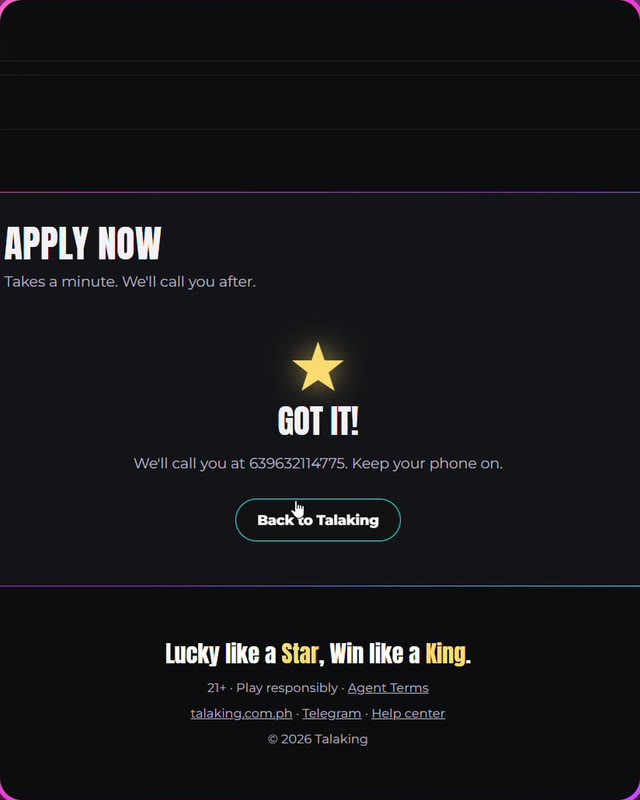 APPLY NOW
Takes a minute. We'll call you after.
GOT IT!
We'll call you at 639632114775. Keep your phone on.
Back to Talaking
Lucky like a Star, Win like a King.
21+ · Play responsibly · Agent Terms
talaking.com.ph · Telegram · Help center
© 2026 Talaking